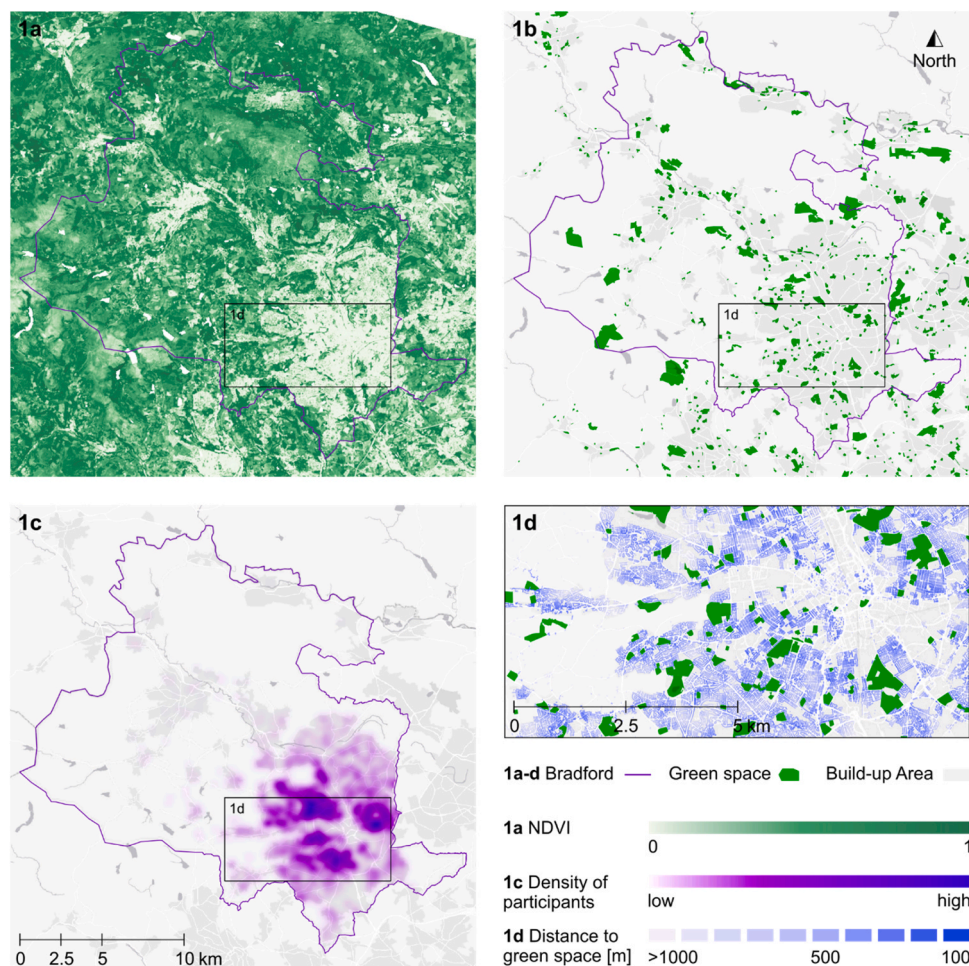 1a
1b
North
1d
1d
1c
1d
0 2.5 5 10 km
1d
0 2.5 5 km
1a-d Bradford Green space Build-up Area
1a NDVI
0 1
1c Density of
participants
low high
1d Distance to
green space [m]
>1000 500 100